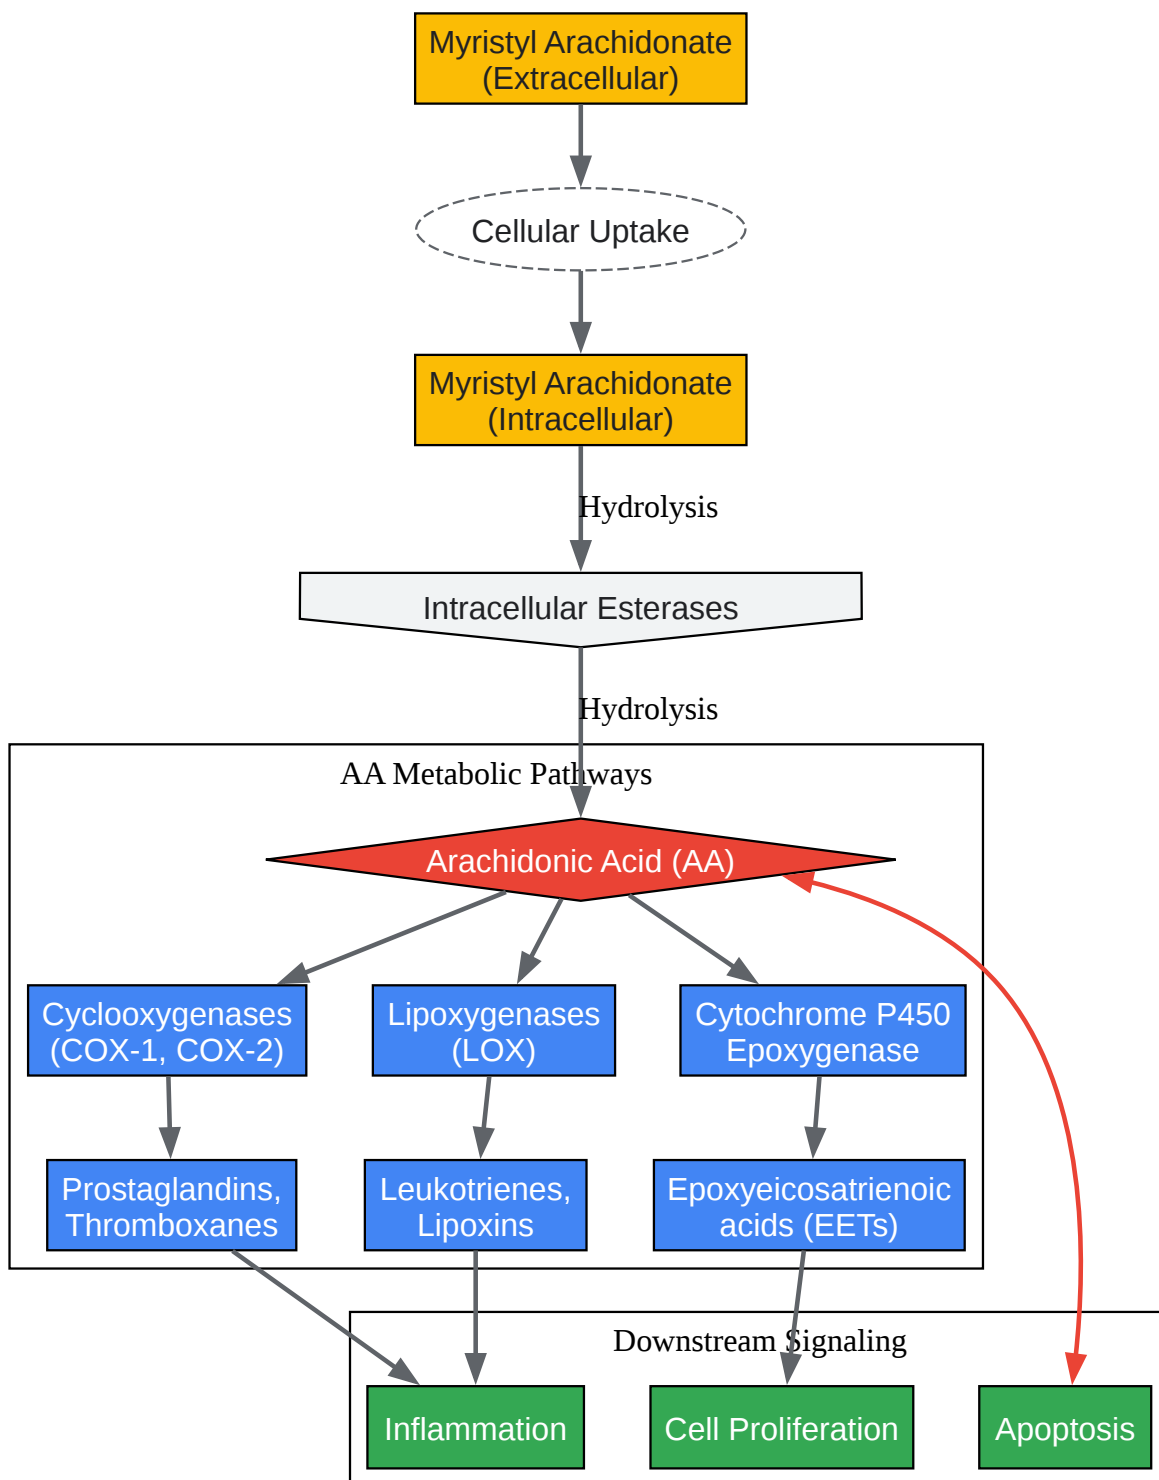 Myristyl Arachidonate
(Extracellular)
Cellular Uptake
Myristyl Arachidonate
(Intracellular)
Hydrolysis
Intracellular Esterases
Hydrolysis
AA Metabolic Pathways
Arachidonic Acid (AA)
Cyclooxygenases
(COX-1, COX-2)
Lipoxygenases
(LOX)
Cytochrome P450
Epoxygenase
Prostaglandins,
Thromboxanes
Leukotrienes,
Lipoxins
Epoxyeicosatrienoic
acids (EETs)
Downstream Signaling
Inflammation
Cell Proliferation
Apoptosis